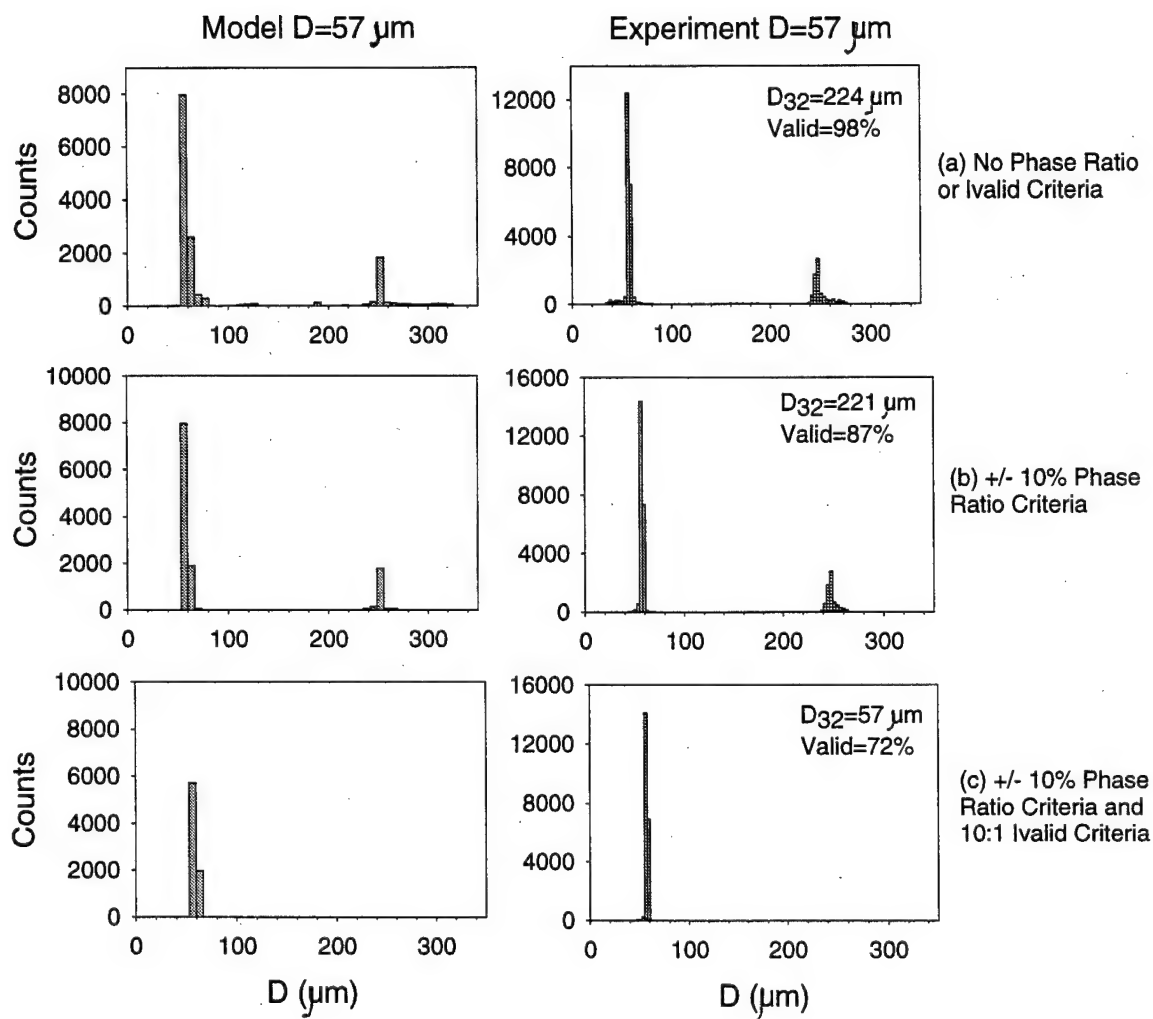 Model D=57 µm
Experiment D=57 µm
Counts
8000
6000
4000
2000
0
0 100 200 300
12000
8000
4000
0
0 100 200 300
D32=224 µm
Valid=98%
(a) No Phase Ratio
or Ivalid Criteria
Counts
10000
8000
6000
4000
2000
0
0 100 200 300
16000
12000
8000
4000
0
0 100 200 300
D32=221 µm
Valid=87%
(b) +/- 10% Phase
Ratio Criteria
Counts
10000
8000
6000
4000
2000
0
0 100 200 300
D (µm)
16000
12000
8000
4000
0
0 100 200 300
D (µm)
D32=57 µm
Valid=72%
(c) +/- 10% Phase
Ratio Criteria and
10:1 Ivalid Criteria